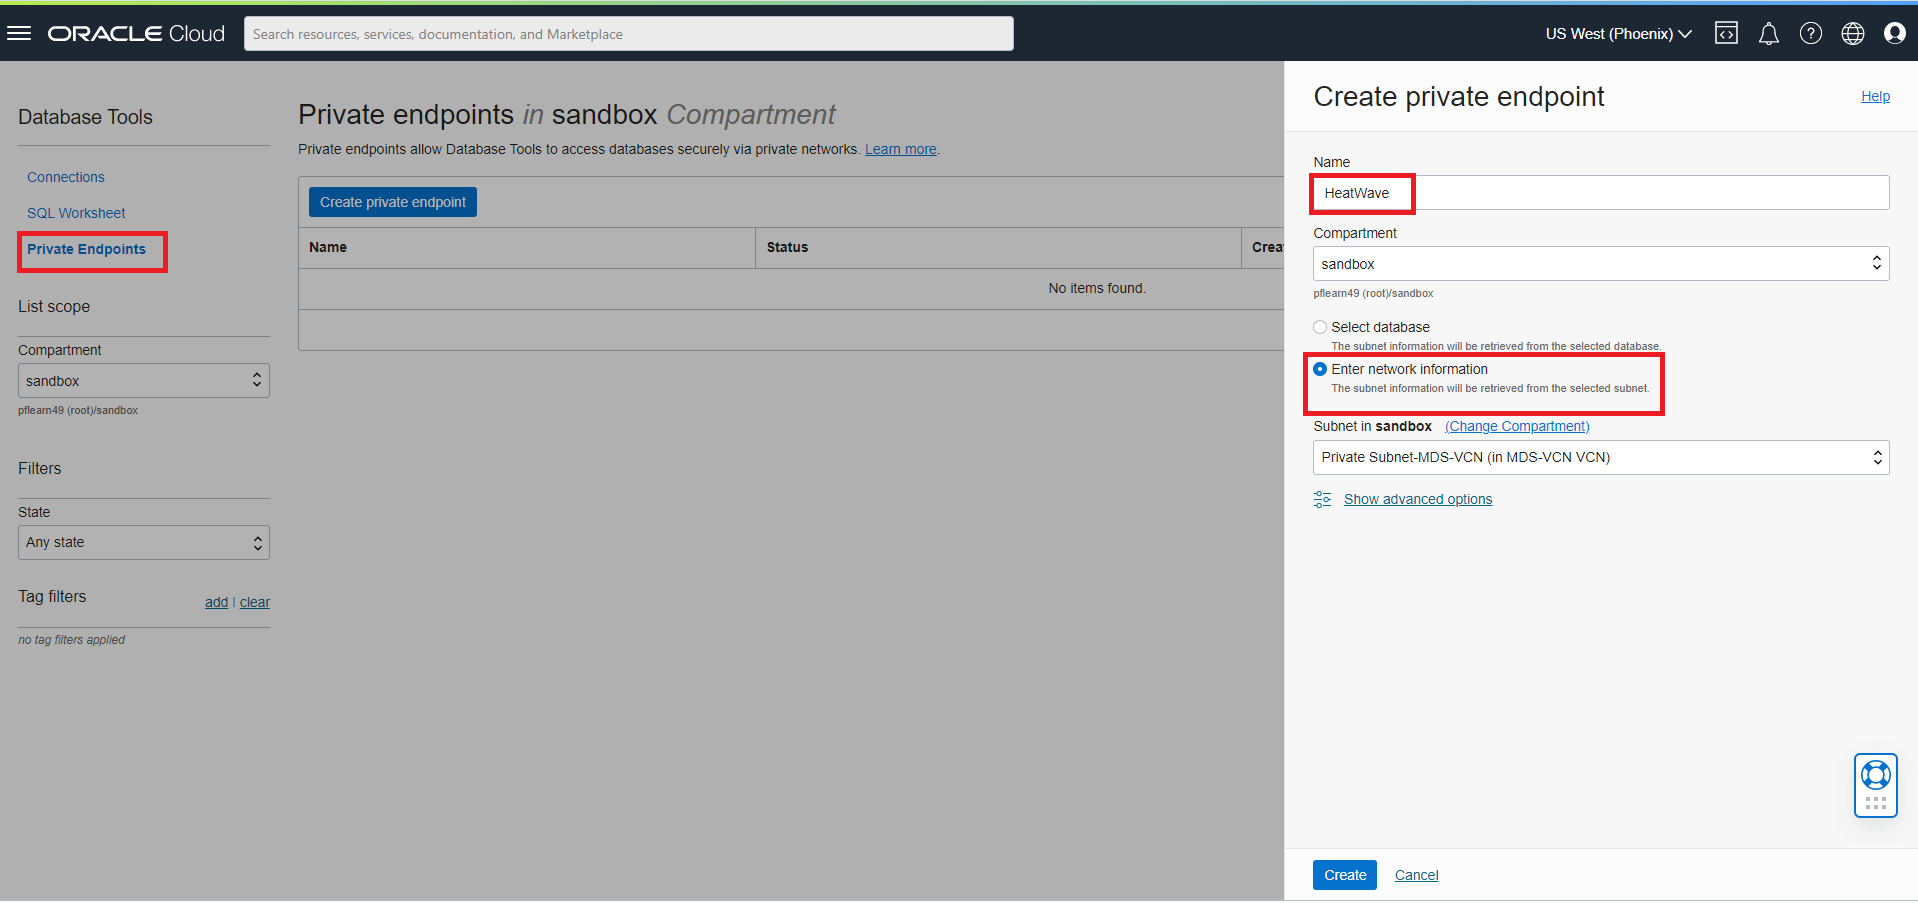 ORACLE Cloud
Search resources, services, documentation, and Marketplace
US West (Phoenix)
Database Tools
Connections
SQL Worksheet
Private Endpoints
List scope
Compartment
sandbox
pflearn49 (root)/sandbox
Filters
State
Any state
Tag filters
add | clear
no tag filters applied
Private endpoints in sandbox Compartment
Private endpoints allow Database Tools to access databases securely via private networks. Learn more.
Create private endpoint
Name Status Crea
No items found.
Create private endpoint
Help
Name
HeatWave
Compartment
sandbox
pflearn49 (root)/sandbox
Select database
The subnet information will be retrieved from the selected database.
Enter network information
The subnet information will be retrieved from the selected subnet.
Subnet in sandbox (Change Compartment)
Private Subnet-MDS-VCN (in MDS-VCN VCN)
Show advanced options
Create Cancel